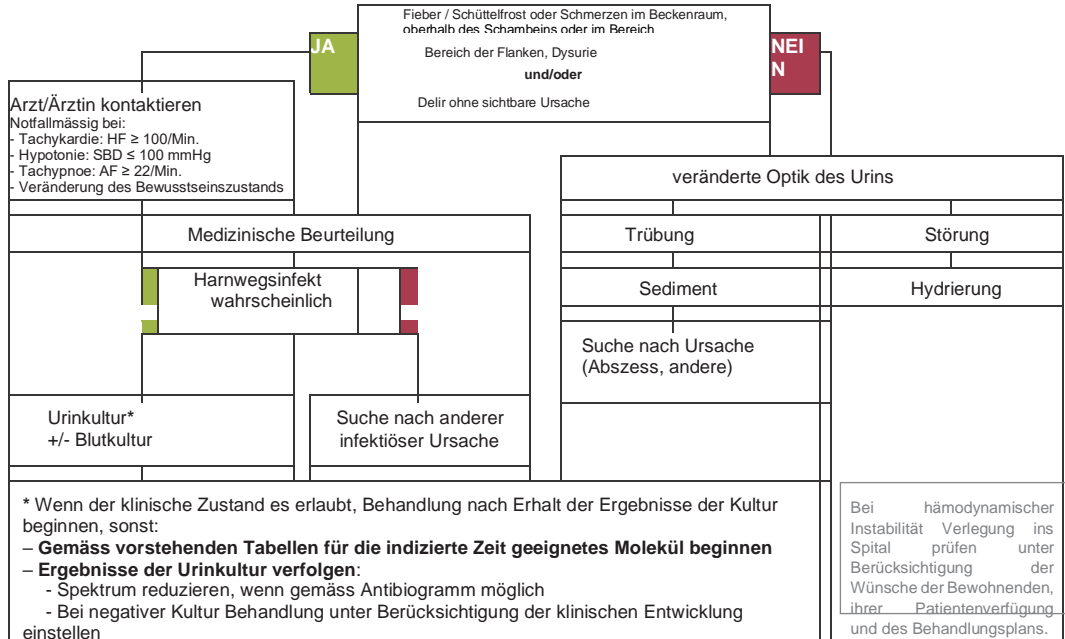 Fieber / Schüttelfrost oder Schmerzen im Beckenraum,
oberhalb des Schambeins oder im Bereich
JA
Bereich der Flanken, Dysurie
NEI
N
und/oder
Delir ohne sichtbare Ursache
Arzt/Ärztin kontaktieren
Notfallmässig bei:
- Tachykardie: HF ≥ 100/Min.
- Hypotonie: SBD ≤ 100 mmHg
- Tachypnoe: AF ≥ 22/Min.
- Veränderung des Bewusstseinszustands
veränderte Optik des Urins
Medizinische Beurteilung
Trübung
Störung
Harnwegsinfekt
wahrscheinlich
Sediment
Hydrierung
Suche nach Ursache
(Abszess, andere)
Urinkultur*
+/- Blutkultur
Suche nach anderer
infektiöser Ursache
* Wenn der klinische Zustand es erlaubt, Behandlung nach Erhalt der Ergebnisse der Kultur
beginnen, sonst:
– Gemäss vorstehenden Tabellen für die indizierte Zeit geeignetes Molekül beginnen
– Ergebnisse der Urinkultur verfolgen:
- Spektrum reduzieren, wenn gemäss Antibiogramm möglich
- Bei negativer Kultur Behandlung unter Berücksichtigung der klinischen Entwicklung
einstellen
Bei hämodynamischer
Instabilität Verlegung ins
Spital prüfen unter
Berücksichtigung der
Wünsche der Bewohnenden,
ihrer Patientenverfügung
und des Behandlungsplans.